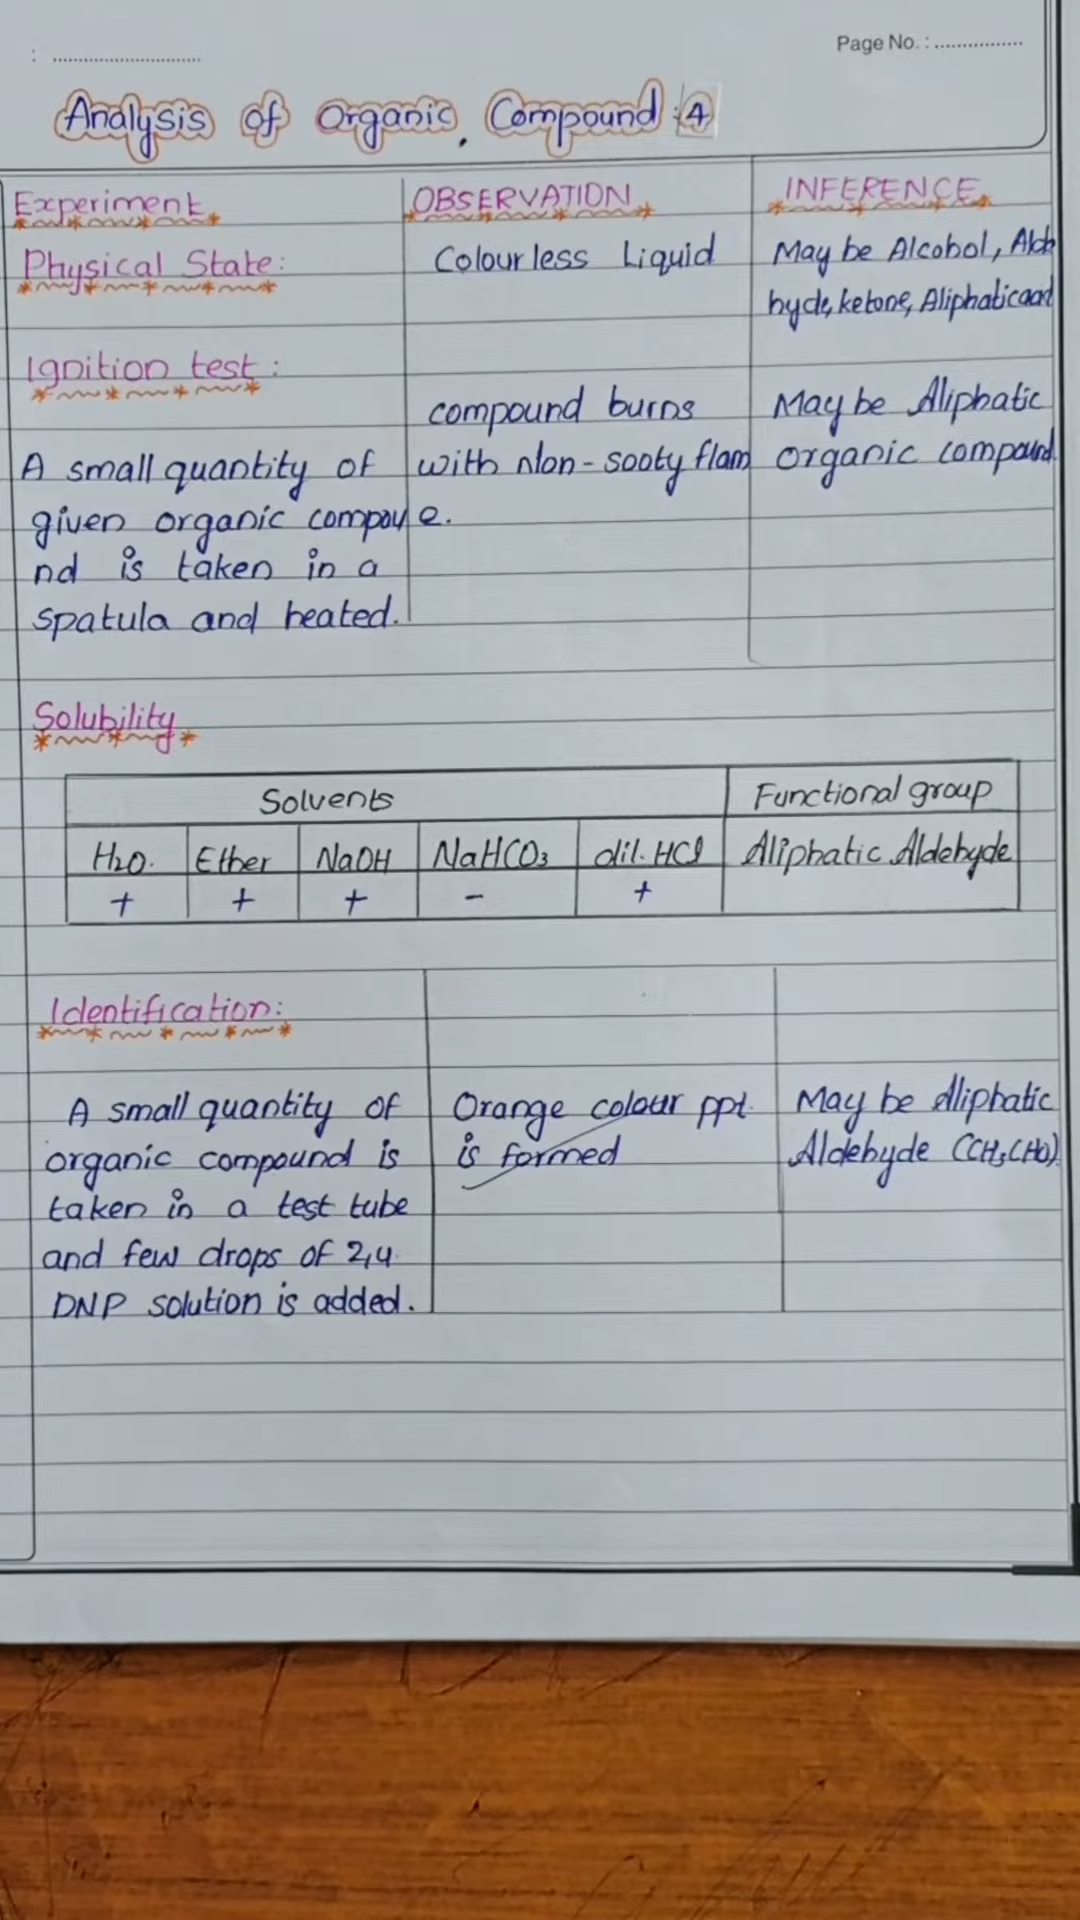 Page No. :
Analysis of Organic Compound : 4
Experiment OBSERVATION INFERENCE
Physical State: Colourless Liquid May be Alcohol, Alde
hyde, ketone, Aliphatic acid
Ignition test:
compound burns May be Aliphatic
A small quantity of with Non-sooty flam organic compound
given organic compou e.
nd is taken in a
spatula and heated.
Solubility
Solvents Functional group
H2O. Ether NaOH NaHCO3 dil. HCl Aliphatic Aldehyde
+ + + - +
Identification:
A small quantity of Orange colour ppt. May be Aliphatic
organic compound is is formed Aldehyde (CH3CHO)
taken in a test tube
and few drops of 2,4
DNP solution is added.